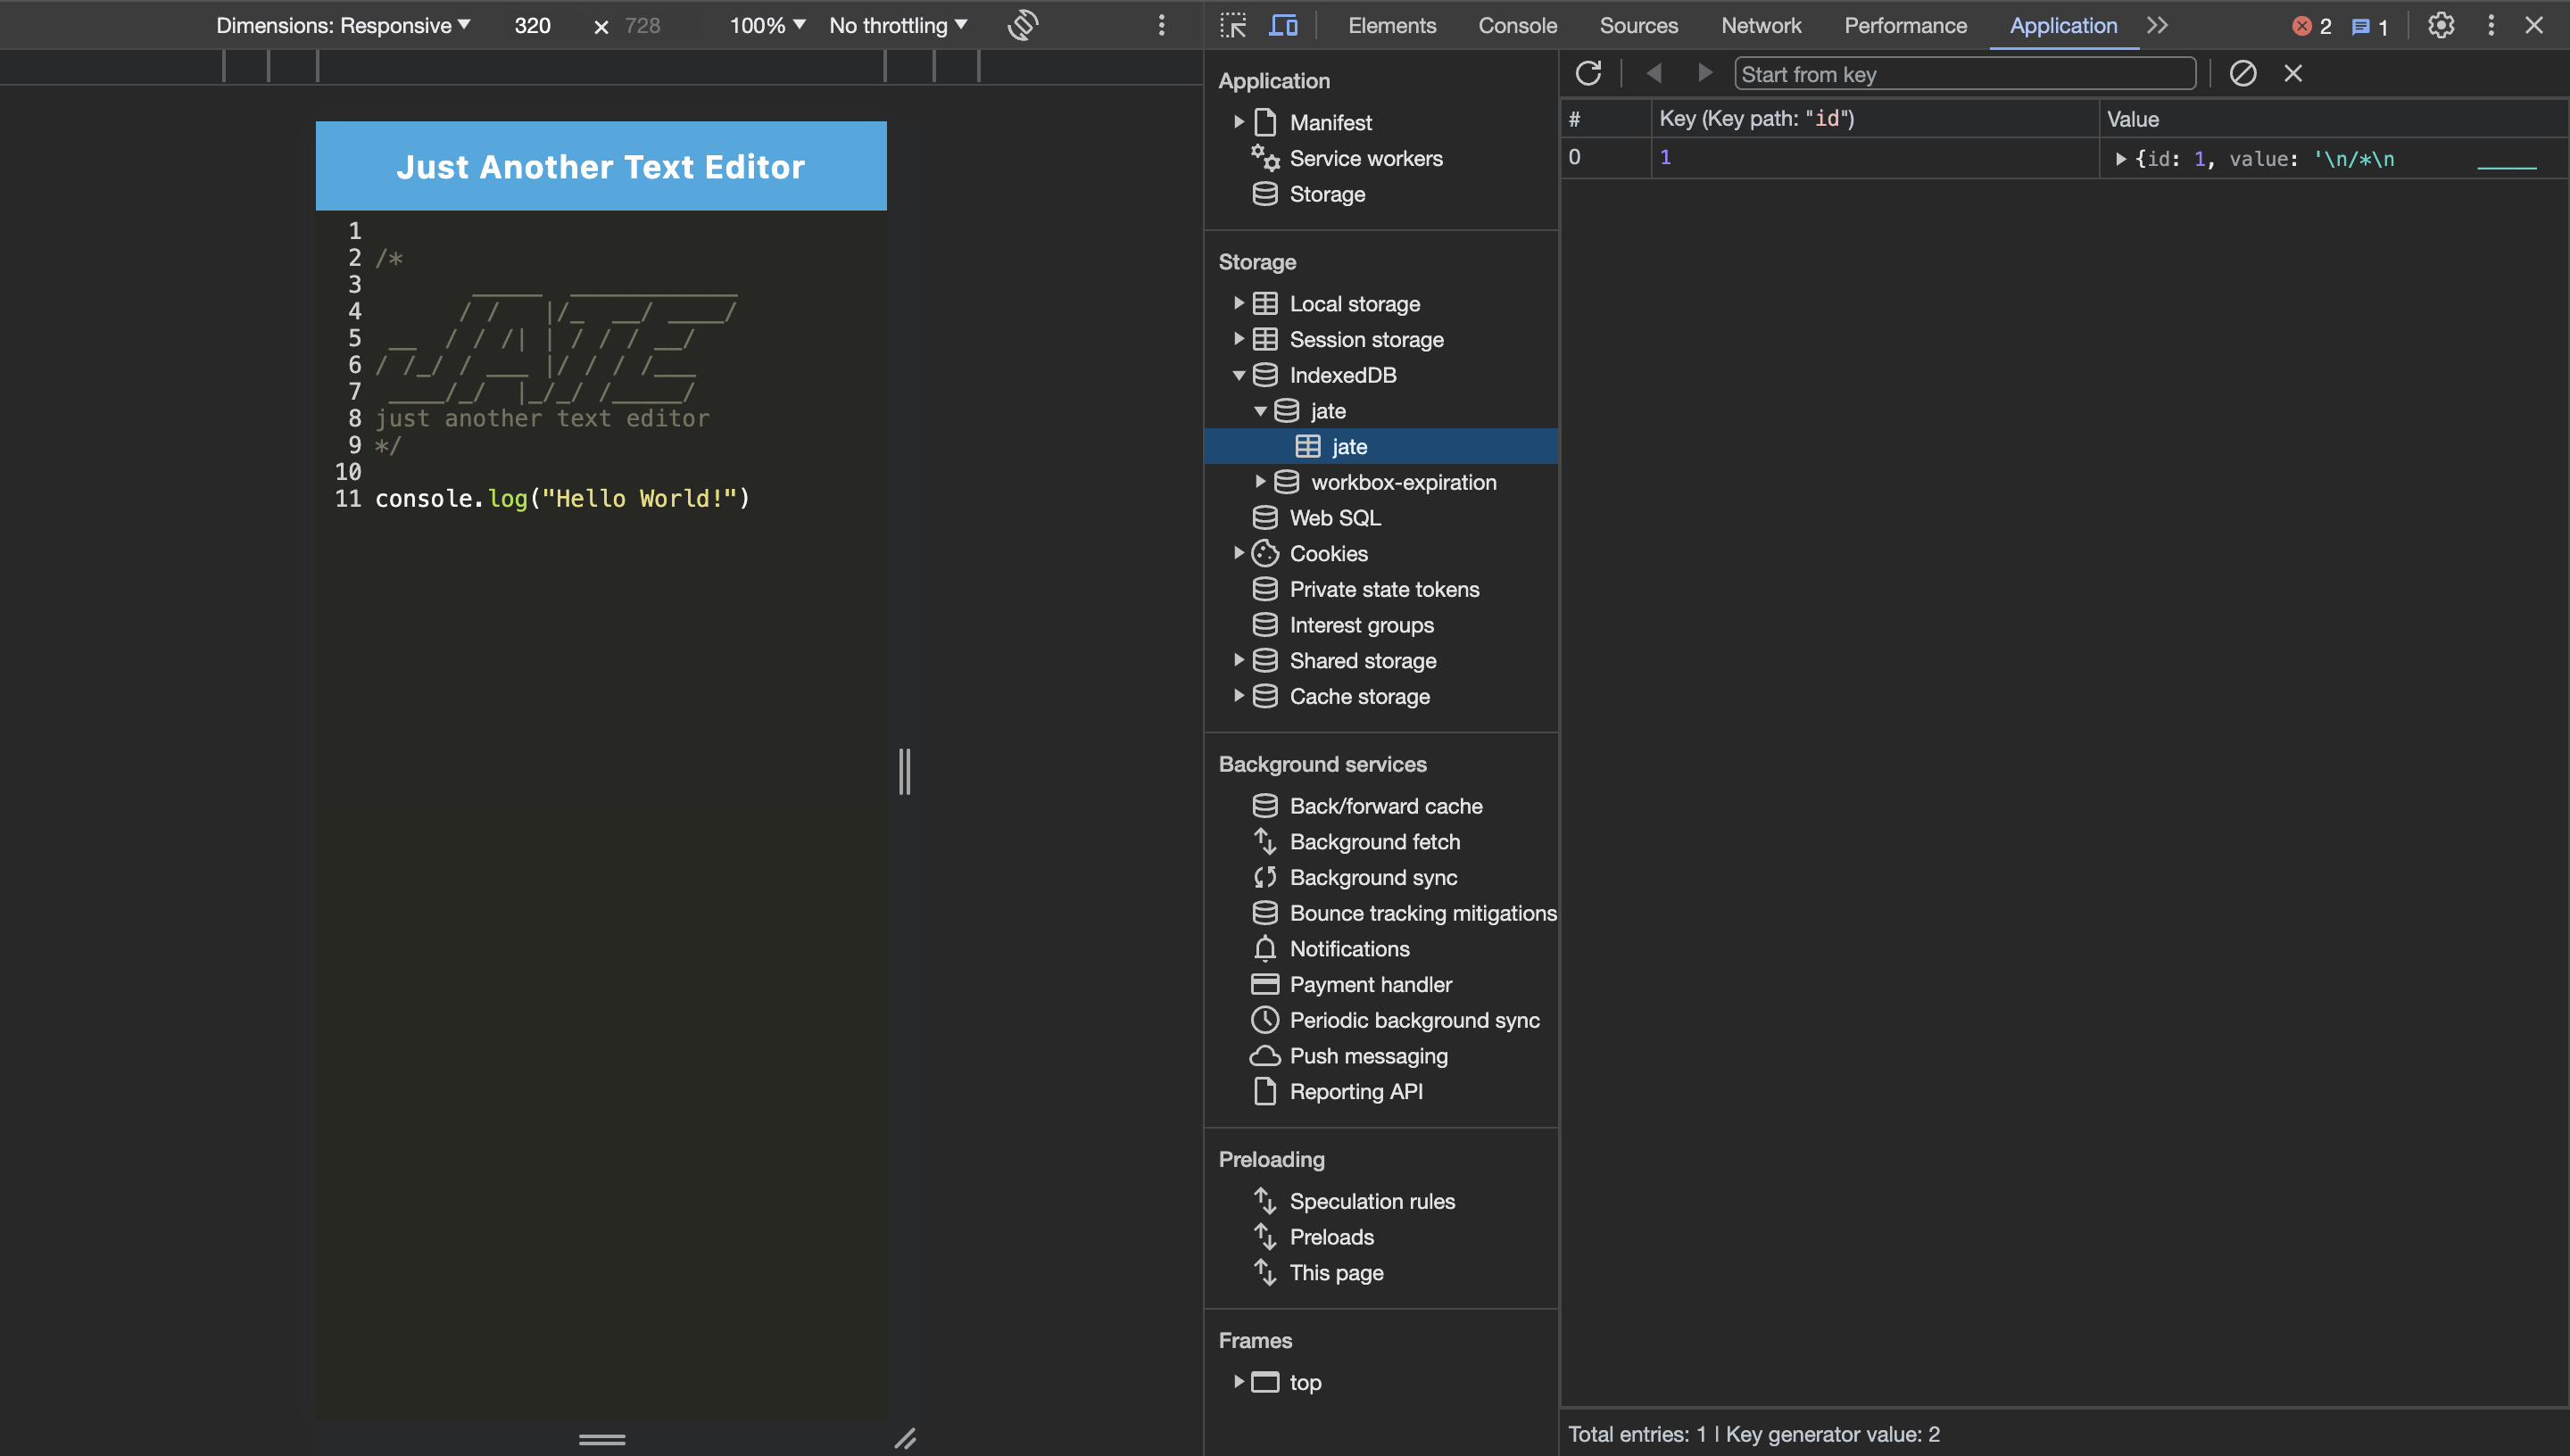 Dimensions: Responsive ▼ 320 × 728 100% ▼ No throttling ▼
Elements Console Sources Network Performance Application 2 1
Just Another Text Editor
1
2 /*
3         _____  ____________
4       / /    |/_  __/ ____/
5  __  / / /| | / / / __/
6 / /_/ / ___ |/ / / /___
7  ____/_/  |_/_/ /_____/
8 just another text editor
9 */
10
11 console.log("Hello World!")
Application
Manifest
Service workers
Storage
Storage
Local storage
Session storage
IndexedDB
jate
jate
workbox-expiration
Web SQL
Cookies
Private state tokens
Interest groups
Shared storage
Cache storage
Background services
Back/forward cache
Background fetch
Background sync
Bounce tracking mitigations
Notifications
Payment handler
Periodic background sync
Push messaging
Reporting API
Preloading
Speculation rules
Preloads
This page
Frames
top
Start from key
# Key (Key path: "id") Value
0 1 {id: 1, value: '\n/*\n      _____
Total entries: 1 | Key generator value: 2